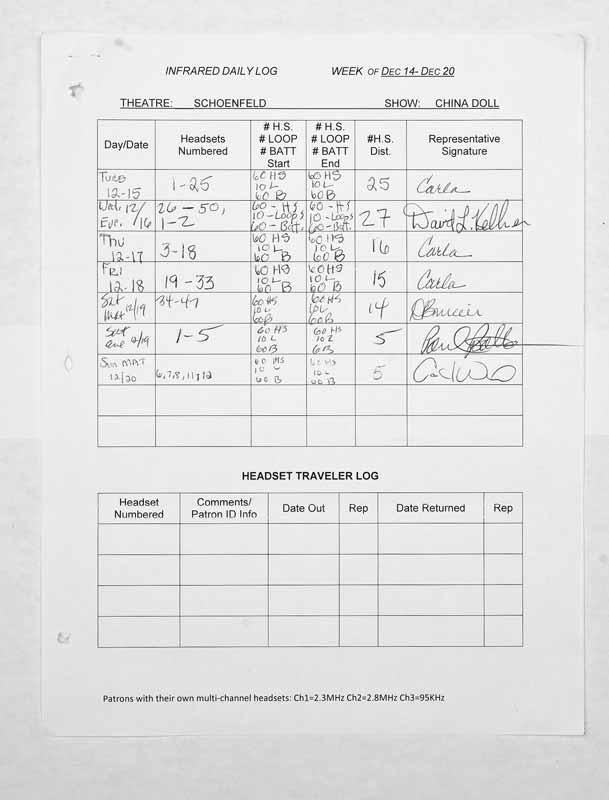 INFRARED DAILY LOG WEEK OF DEC 14- DEC 20
THEATRE: SCHOENFELD SHOW: CHINA DOLL
Day/Date
Headsets Numbered
# H.S. # LOOP # BATT Start
# H.S. # LOOP # BATT End
#H.S. Dist.
Representative Signature
TUES 12-15
1-25
60 HS 10 L 60 B
60 HS 10 L 60 B
25
Carla
Wed. 12/16 Eve.
26-50, 1-2
60-HS 10-Loops 60-Batt.
60-HS 10-Loops 60-Batt.
27
David L.
THU 12-17
3-18
60 HS 10 L 60 B
60 HS 10 L 60 B
16
Carla
FRI 12-18
19-33
60 HS 10 L 60 B
60 HS 10 L 60 B
15
Carla
Sat Mat 12/19
34-47
60 HS 10 L 60 B
60 HS 10 L 60 B
14
Sat eve 12/19
1-5
60 HS 10 L 60 B
60 HS 10 L 6 B
5
SUN MAT 12/20
6,7,8,11,12
60 HS 10 L 60 B
60 HS 10 L 60 B
5
HEADSET TRAVELER LOG
Headset Numbered
Comments/ Patron ID Info
Date Out
Rep
Date Returned
Rep
Patrons with their own multi-channel headsets: Ch1=2.3MHz Ch2=2.8MHz Ch3=95KHz